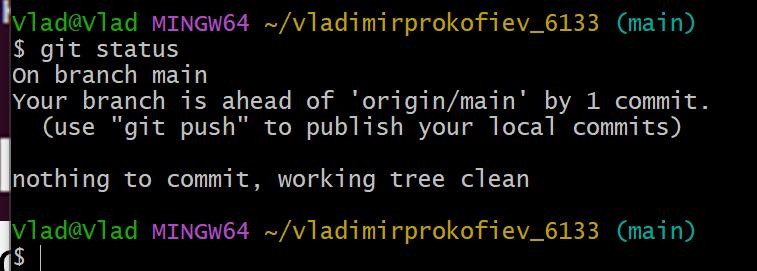 Vlad@Vlad MINGW64 ~/vladimirprokofiev_6133 (main)
$ git status
On branch main
Your branch is ahead of 'origin/main' by 1 commit.
  (use "git push" to publish your local commits)

nothing to commit, working tree clean

Vlad@Vlad MINGW64 ~/vladimirprokofiev_6133 (main)
$